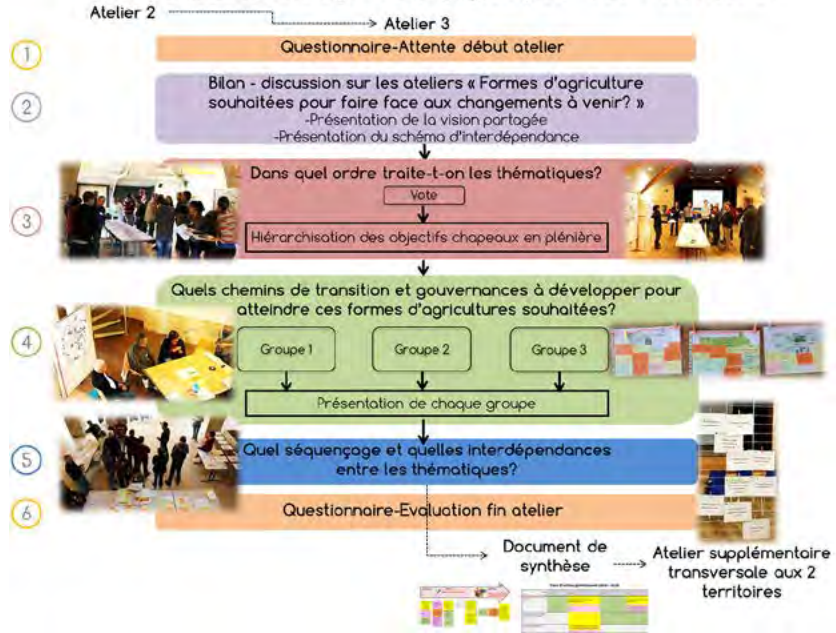 Atelier 2
Atelier 3
1
Questionnaire-Attente début atelier
2
Bilan - discussion sur les ateliers « Formes d'agriculture
souhaitées pour faire face aux changements à venir? »
-Présentation de la vision partagée
-Présentation du schéma d'interdépendance
3
Dans quel ordre traite-t-on les thématiques?
Vote
Hiérarchisation des objectifs chapeaux en plénière
4
Quels chemins de transition et gouvernances à développer pour
atteindre ces formes d'agricultures souhaitées?
Groupe 1
Groupe 2
Groupe 3
Présentation de chaque groupe
5
Quel séquençage et quelles interdépendances
entre les thématiques?
6
Questionnaire-Evaluation fin atelier
Document de
synthèse
Atelier supplémentaire
transversale aux 2
territoires